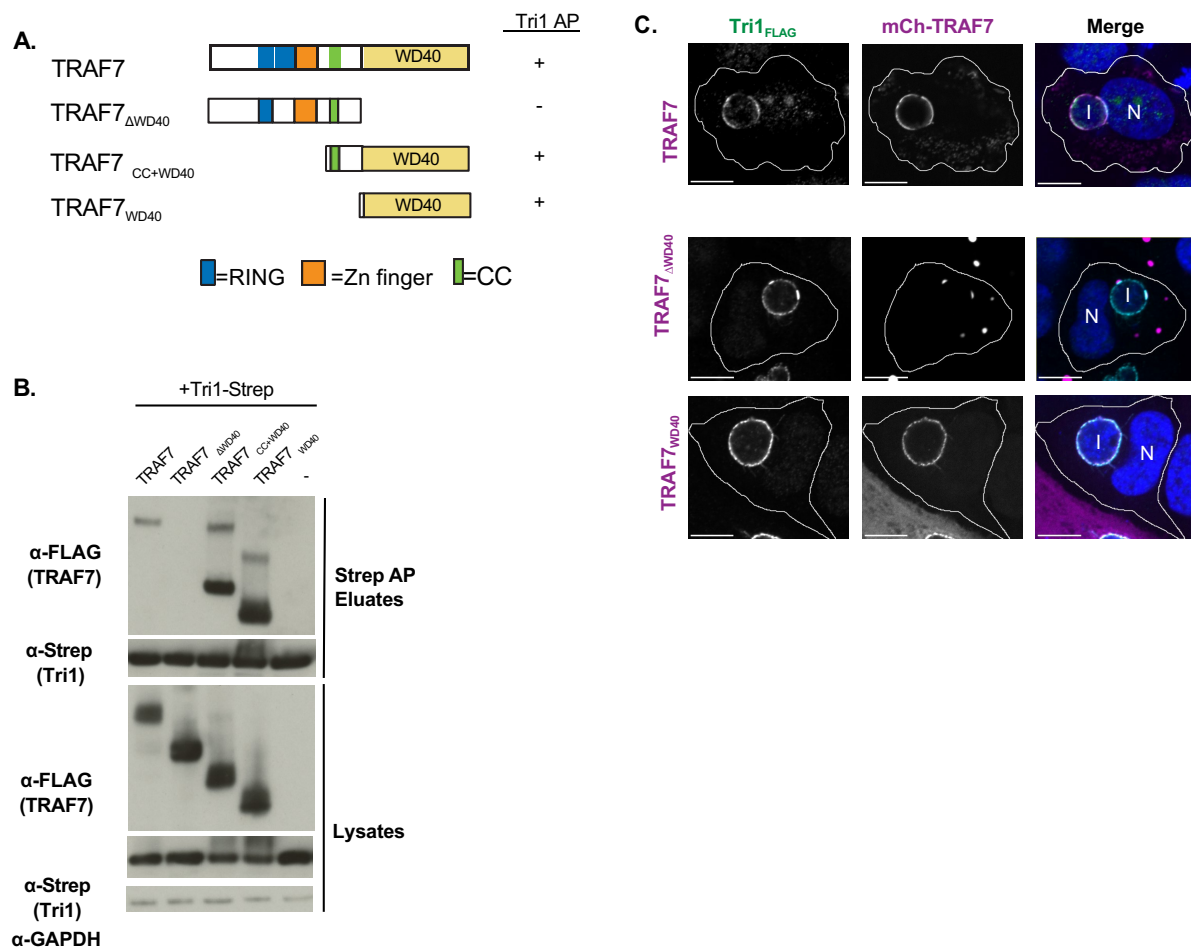 A.
Tri1 AP
TRAF7 WD40 +
TRAF7ΔWD40 -
TRAF7 CC+WD40 WD40 +
TRAF7WD40 WD40 +
=RING =Zn finger =CC
B.
+Tri1-Strep
TRAF7 TRAF7 ΔWD40 TRAF7 CC+WD40 TRAF7 WD40 -
α-FLAG
(TRAF7)
Strep AP
Eluates
α-Strep
(Tri1)
α-FLAG
(TRAF7)
Lysates
α-Strep
(Tri1)
α-GAPDH
C.
Tri1FLAG mCh-TRAF7 Merge
TRAF7
I N
TRAF7ΔWD40
N I
TRAF7WD40
I N